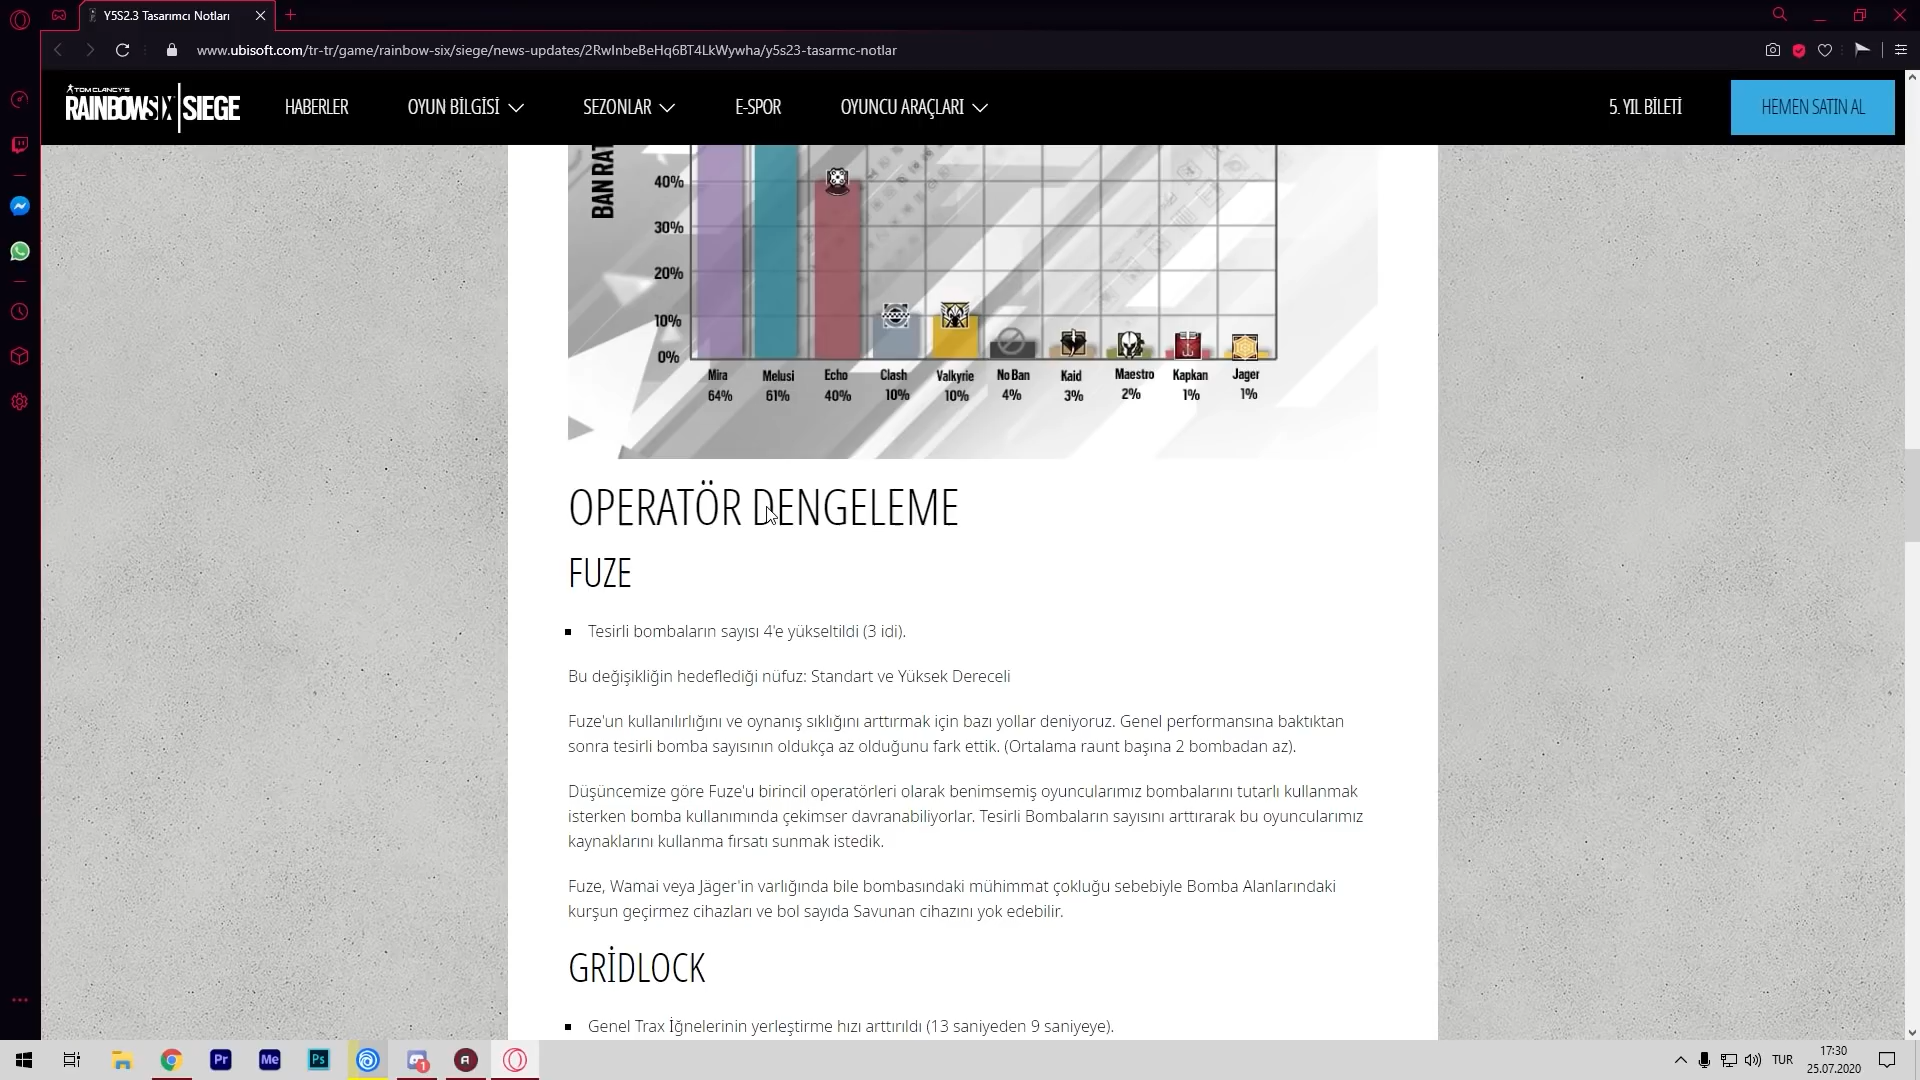 Y5S2.3 Tasarımcı Notları
www.ubisoft.com/tr-tr/game/rainbow-six/siege/news-updates/2RwInbeBeHq6BT4LkWywha/y5s23-tasarmc-notlar
TOM CLANCY'S
RAINBOWSIX SIEGE
HABERLER
OYUN BİLGİSİ
SEZONLAR
E-SPOR
OYUNCU ARAÇLARI
5. YIL BİLETİ
HEMEN SATIN AL
BAN RAT
40%
30%
20%
10%
0%
Mira Melusi Echo Clash Valkyrie No Ban Kaid Maestro Kapkan Jager
64% 61% 40% 10% 10% 4% 3% 2% 1% 1%
OPERATÖR DENGELEME
FUZE
Tesirli bombaların sayısı 4'e yükseltildi (3 idi).
Bu değişikliğin hedeflediği nüfuz: Standart ve Yüksek Dereceli
Fuze'un kullanılırlığını ve oynanış sıklığını arttırmak için bazı yollar deniyoruz. Genel performansına baktıktan
sonra tesirli bomba sayısının oldukça az olduğunu fark ettik. (Ortalama raunt başına 2 bombadan az).
Düşüncemize göre Fuze'u birincil operatörleri olarak benimsemiş oyuncularımız bombalarını tutarlı kullanmak
isterken bomba kullanımında çekimser davranabiliyorlar. Tesirli Bombaların sayısını arttırarak bu oyuncularımız
kaynaklarını kullanma fırsatı sunmak istedik.
Fuze, Wamai veya Jäger'in varlığında bile bombasındaki mühimmat çokluğu sebebiyle Bomba Alanlarındaki
kurşun geçirmez cihazları ve bol sayıda Savunan cihazını yok edebilir.
GRİDLOCK
Genel Trax İğnelerinin yerleştirme hızı arttırıldı (13 saniyeden 9 saniyeye).
Pr
Me
Ps
1
TUR
17:30
25.07.2020